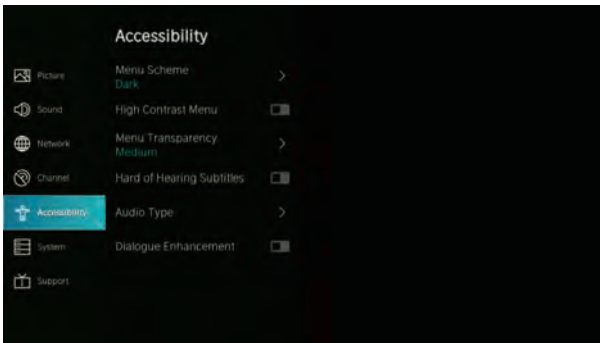 Accessibility
Picture
Sound
Network
Channel
Accessibility
System
Support
Menu Scheme
Dark
High Contrast Menu
Menu Transparency
Medium
Hard of Hearing Subtitles
Audio Type
Dialogue Enhancement